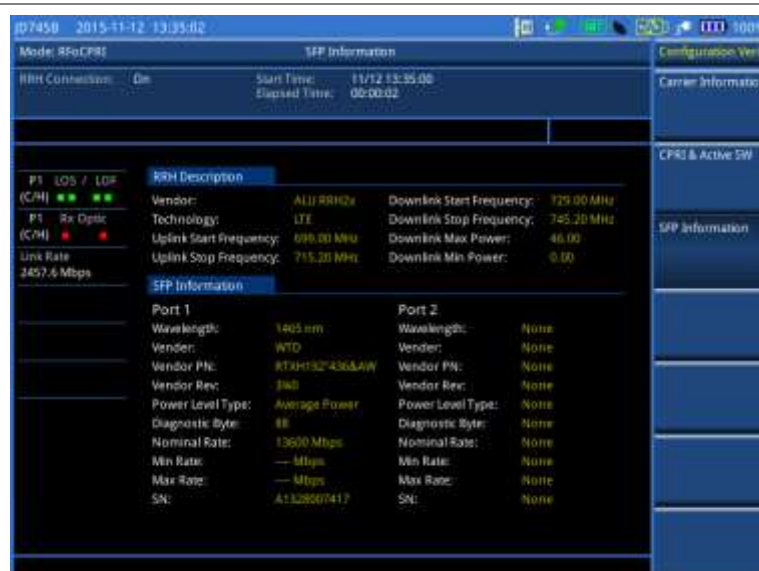 JD745B 2015-11-12 13:35:02
100%
Mode: RFoCPRI SFP Information
Configuration Ver
RRH Connection: On Start Time: 11/12 13:35:00
Elapsed Time: 00:00:02
Carrier Informatio
CPRI & Active SW
SFP Information
P1 LOS / LOF
(C/H)
P1 Rx Optic
(C/H)
Link Rate
2457.6 Mbps
RRH Description
Vendor: ALU RRH2x Downlink Start Frequency: 729.00 MHz
Technology: LTE Downlink Stop Frequency: 745.20 MHz
Uplink Start Frequency: 699.00 MHz Downlink Max Power: 46.00
Uplink Stop Frequency: 715.20 MHz Downlink Min Power: 0.00
SFP Information
Port 1 Port 2
Wavelength: 1465 nm Wavelength: None
Vender: WTD Vender: None
Vendor PN: Vendor PN: None
Vendor Rev: Vendor Rev: None
Power Level Type: Average Power Power Level Type: None
Diagnostic Byte: Diagnostic Byte: None
Nominal Rate: 13600 Mbps Nominal Rate: None
Min Rate: --- Mbps Min Rate: None
Max Rate: --- Mbps Max Rate: None
SN: A1328507417 SN: None